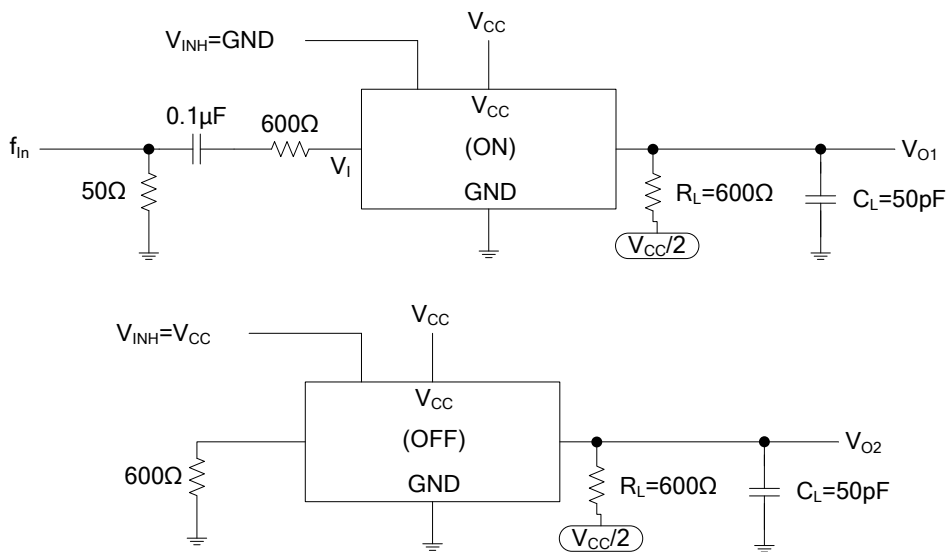 V_INH=GND
V_CC
0.1µF
600Ω
f_In
V_I
50Ω
V_CC
(ON)
GND
V_O1
R_L=600Ω
C_L=50pF
V_CC/2
V_INH=V_CC
V_CC
V_CC
(OFF)
GND
600Ω
V_O2
R_L=600Ω
C_L=50pF
V_CC/2